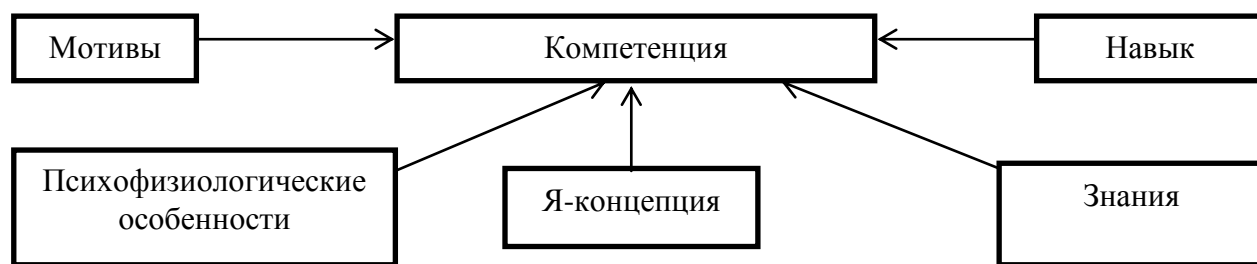 Мотивы
Компетенция
Навык
Психофизиологические
особенности
Я-концепция
Знания